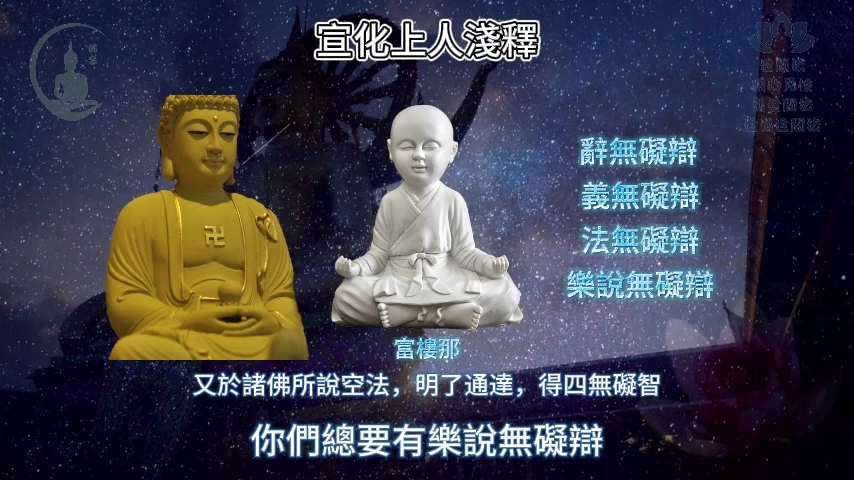 宣化上人淺釋
辭無礙辯
義無礙辯
法無礙辯
樂說無礙辯
富樓那
又於諸佛所說空法，明了通達，得四無礙智
你們總要有樂說無礙辯